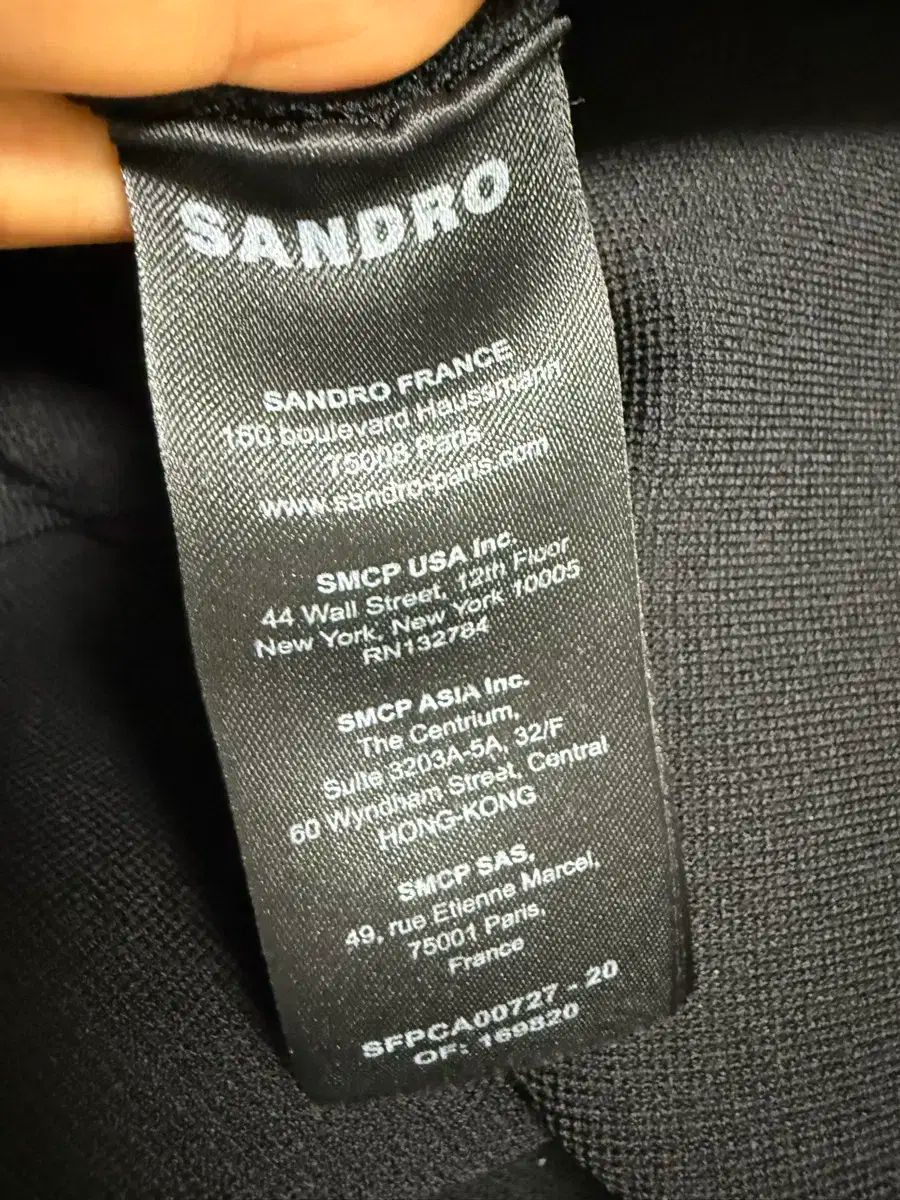 SANDRO
SANDRO FRANCE
150 boulevard Haussmann
75008 Paris
www.sandro-paris.com
SMCP USA Inc.
44 Wall Street, 12th Floor
New York, New York 10005
RN132784
SMCP ASIA Inc.
The Centrium,
Suite 3203A-5A, 32/F
60 Wyndham Street, Central
HONG-KONG
SMCP SAS,
49, rue Etienne Marcel,
75001 Paris,
France
SFPCA00727 - 20
OF: 169820